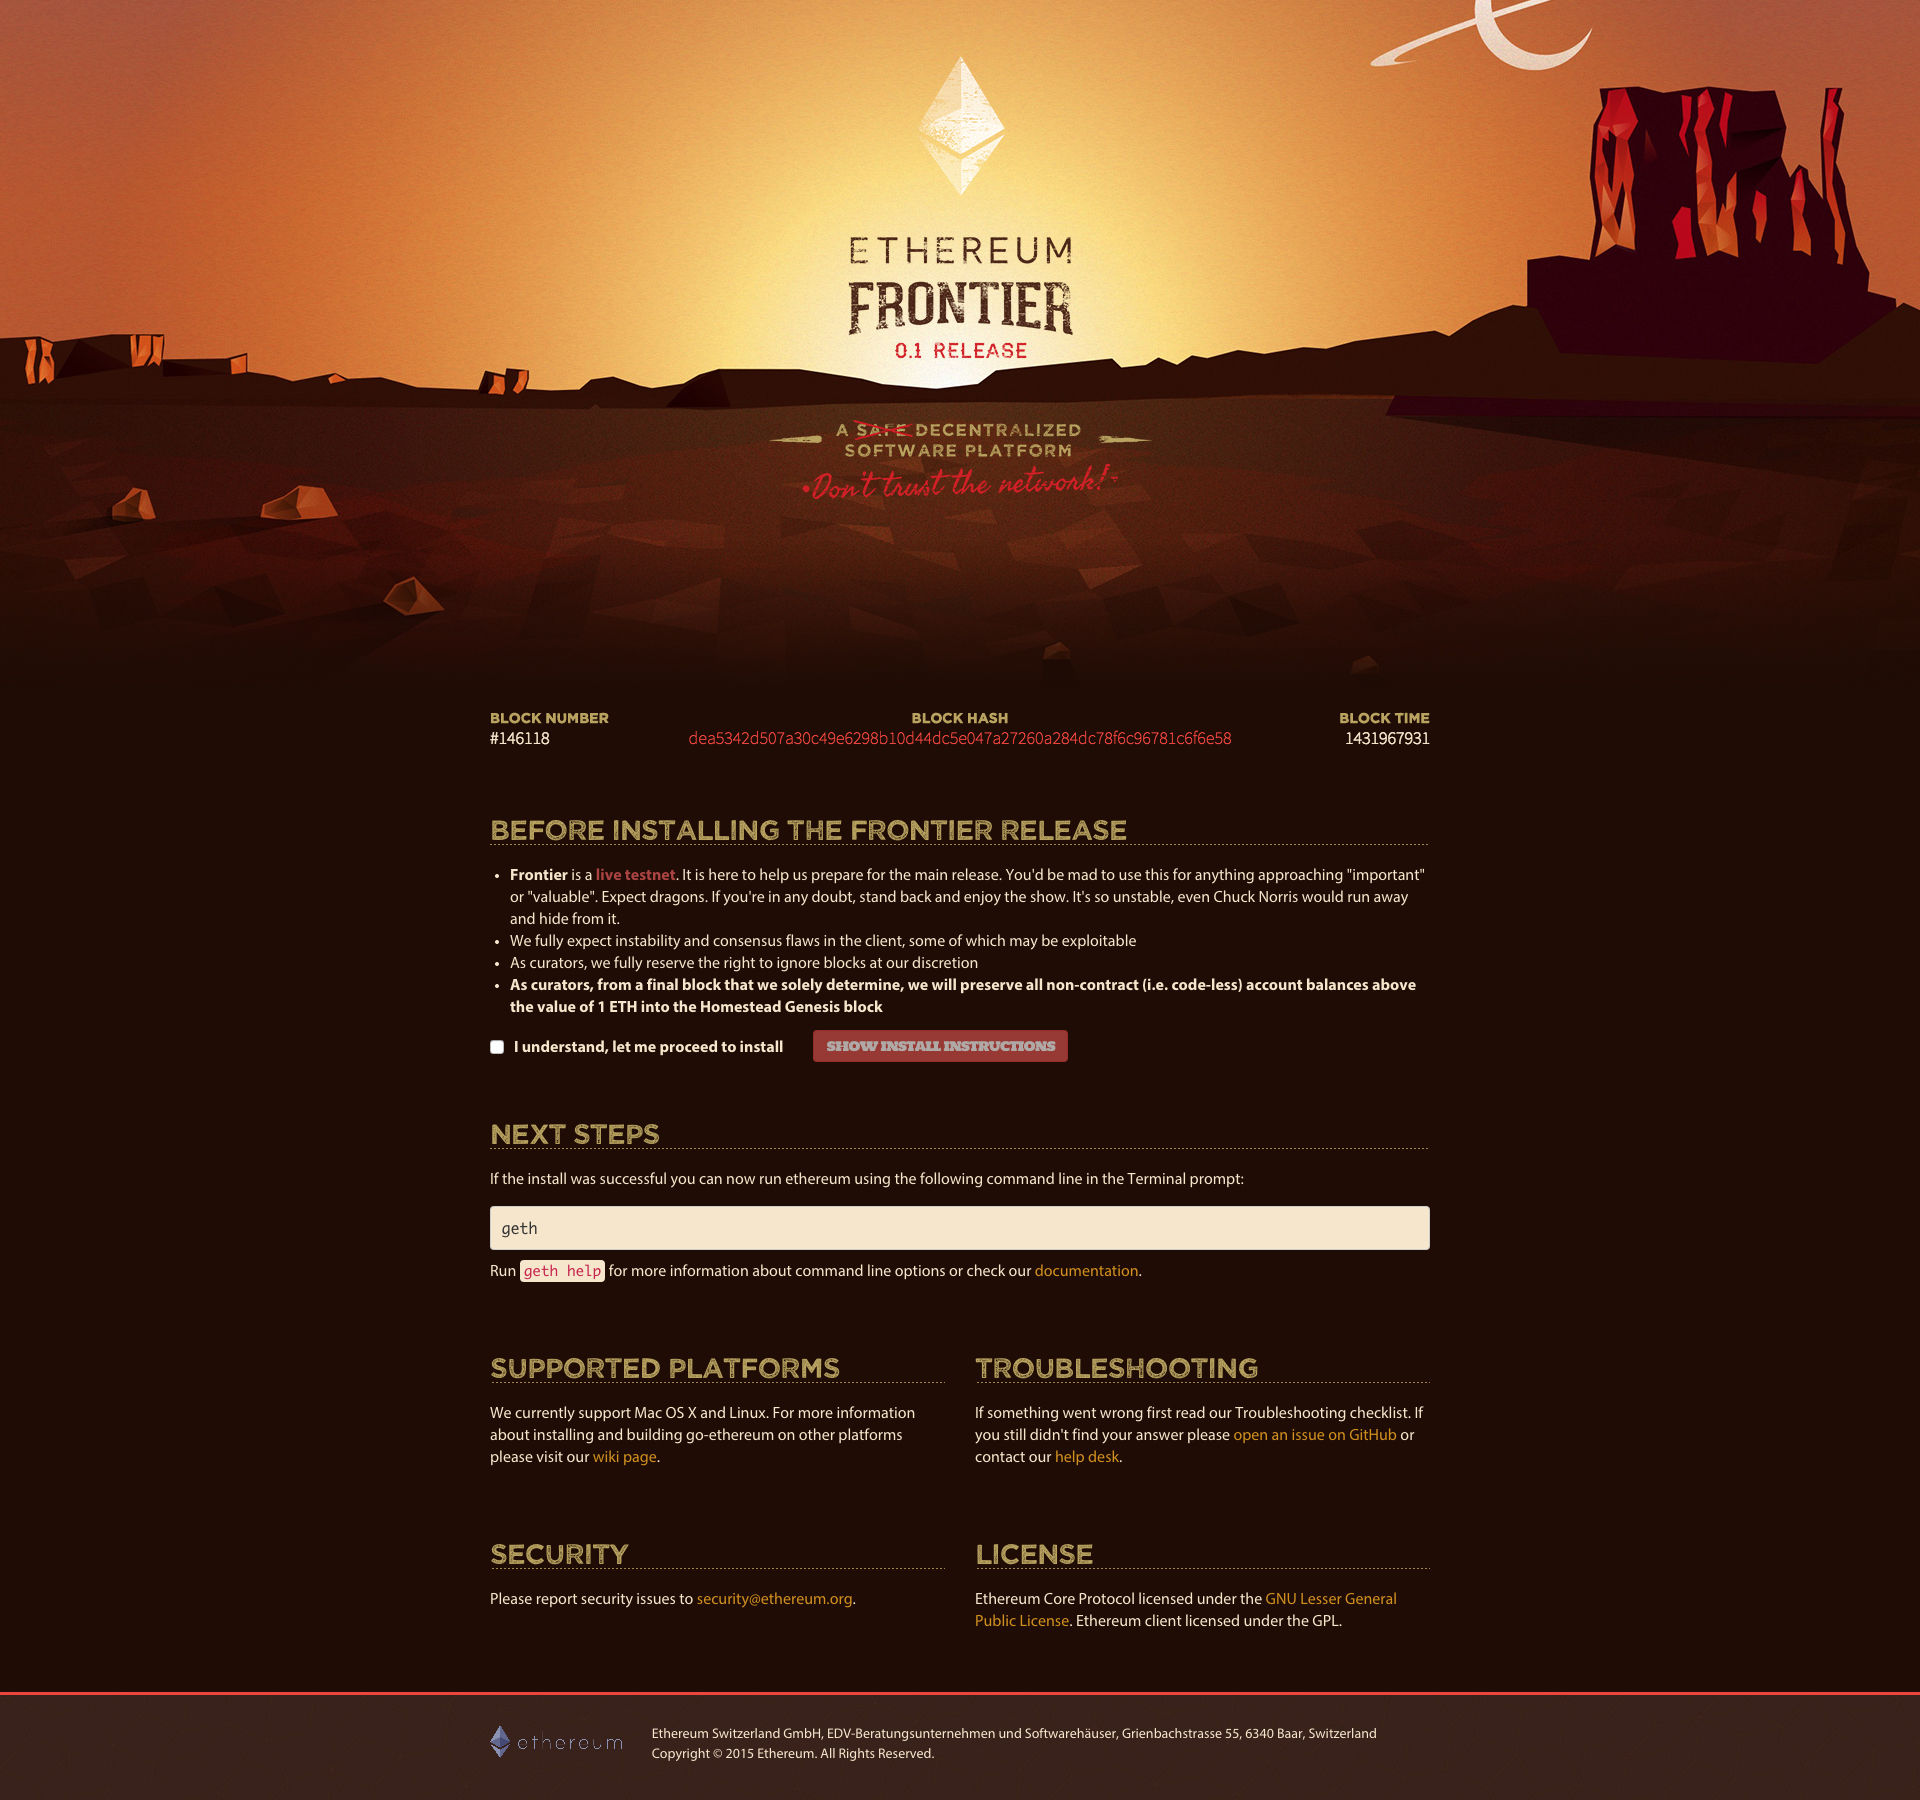 ETHEREUM
FRONTIER
0.1 RELEASE
A SAFE DECENTRALIZED
SOFTWARE PLATFORM
Don't trust the network!
BLOCK NUMBER
#146118
BLOCK HASH
dea5342d507a30c49e6298b10d44dc5e047a27260a284dc78f6c96781c6f6e58
BLOCK TIME
1431967931
BEFORE INSTALLING THE FRONTIER RELEASE
• Frontier is a live testnet. It is here to help us prepare for the main release. You'd be mad to use this for anything approaching "important"
or "valuable". Expect dragons. If you're in any doubt, stand back and enjoy the show. It's so unstable, even Chuck Norris would run away
and hide from it.
• We fully expect instability and consensus flaws in the client, some of which may be exploitable
• As curators, we fully reserve the right to ignore blocks at our discretion
• As curators, from a final block that we solely determine, we will preserve all non-contract (i.e. code-less) account balances above
the value of 1 ETH into the Homestead Genesis block
I understand, let me proceed to install
SHOW INSTALL INSTRUCTIONS
NEXT STEPS
If the install was successful you can now run ethereum using the following command line in the Terminal prompt:
geth
Run geth help for more information about command line options or check our documentation.
SUPPORTED PLATFORMS
We currently support Mac OS X and Linux. For more information
about installing and building go-ethereum on other platforms
please visit our wiki page.
TROUBLESHOOTING
If something went wrong first read our Troubleshooting checklist. If
you still didn't find your answer please open an issue on GitHub or
contact our help desk.
SECURITY
Please report security issues to security@ethereum.org.
LICENSE
Ethereum Core Protocol licensed under the GNU Lesser General
Public License. Ethereum client licensed under the GPL.
ethereum
Ethereum Switzerland GmbH, EDV-Beratungsunternehmen und Softwarehäuser, Grienbachstrasse 55, 6340 Baar, Switzerland
Copyright © 2015 Ethereum. All Rights Reserved.